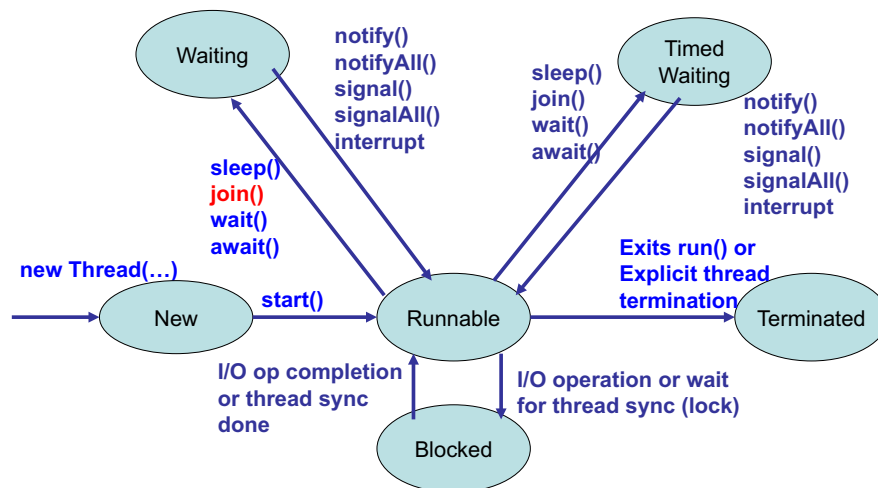 Waiting
notify()
notifyAll()
signal()
signalAll()
interrupt
sleep()
join()
wait()
await()
Timed
Waiting
notify()
notifyAll()
signal()
signalAll()
interrupt
sleep()
join()
wait()
await()
new Thread(…)
New
start()
Runnable
Exits run() or
Explicit thread
termination
Terminated
I/O op completion
or thread sync
done
I/O operation or wait
for thread sync (lock)
Blocked